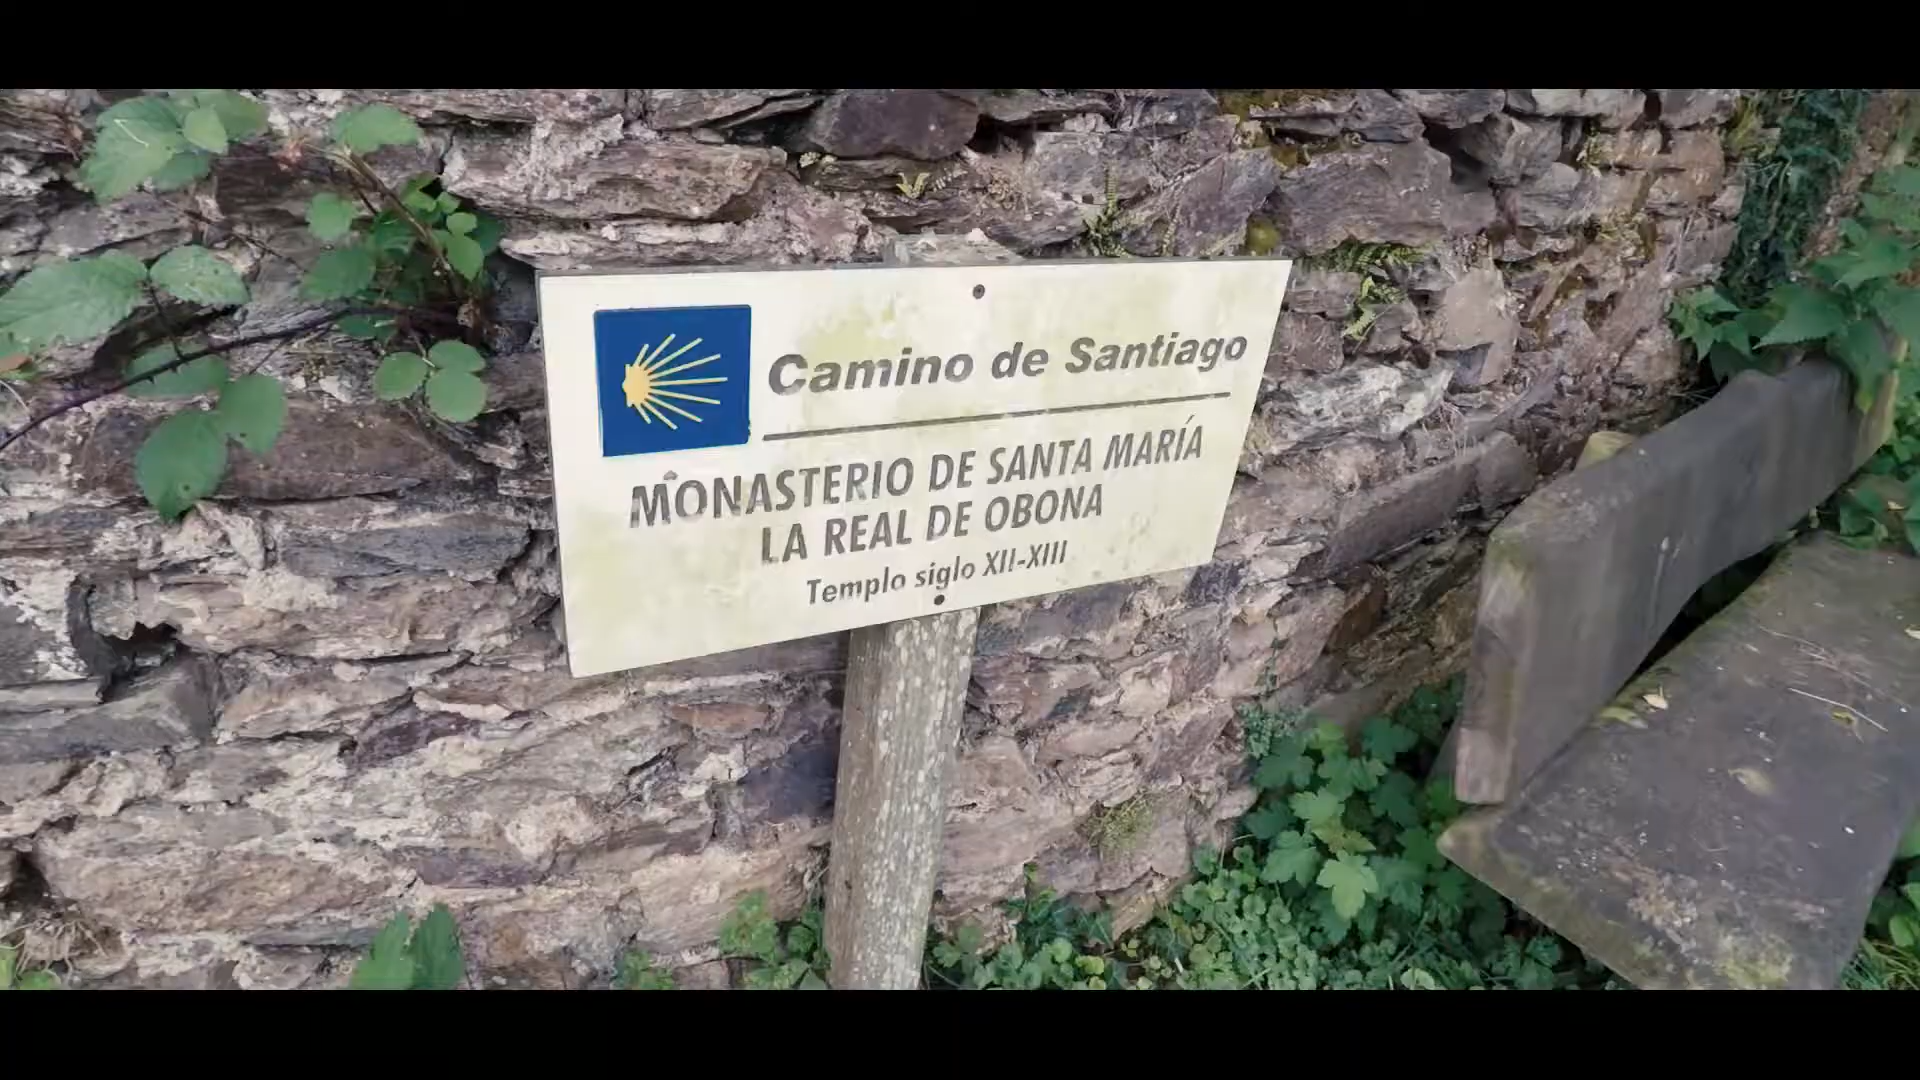 Camino de Santiago
MONASTERIO DE SANTA MARÍA
LA REAL DE OBONA
Templo siglo XII-XIII